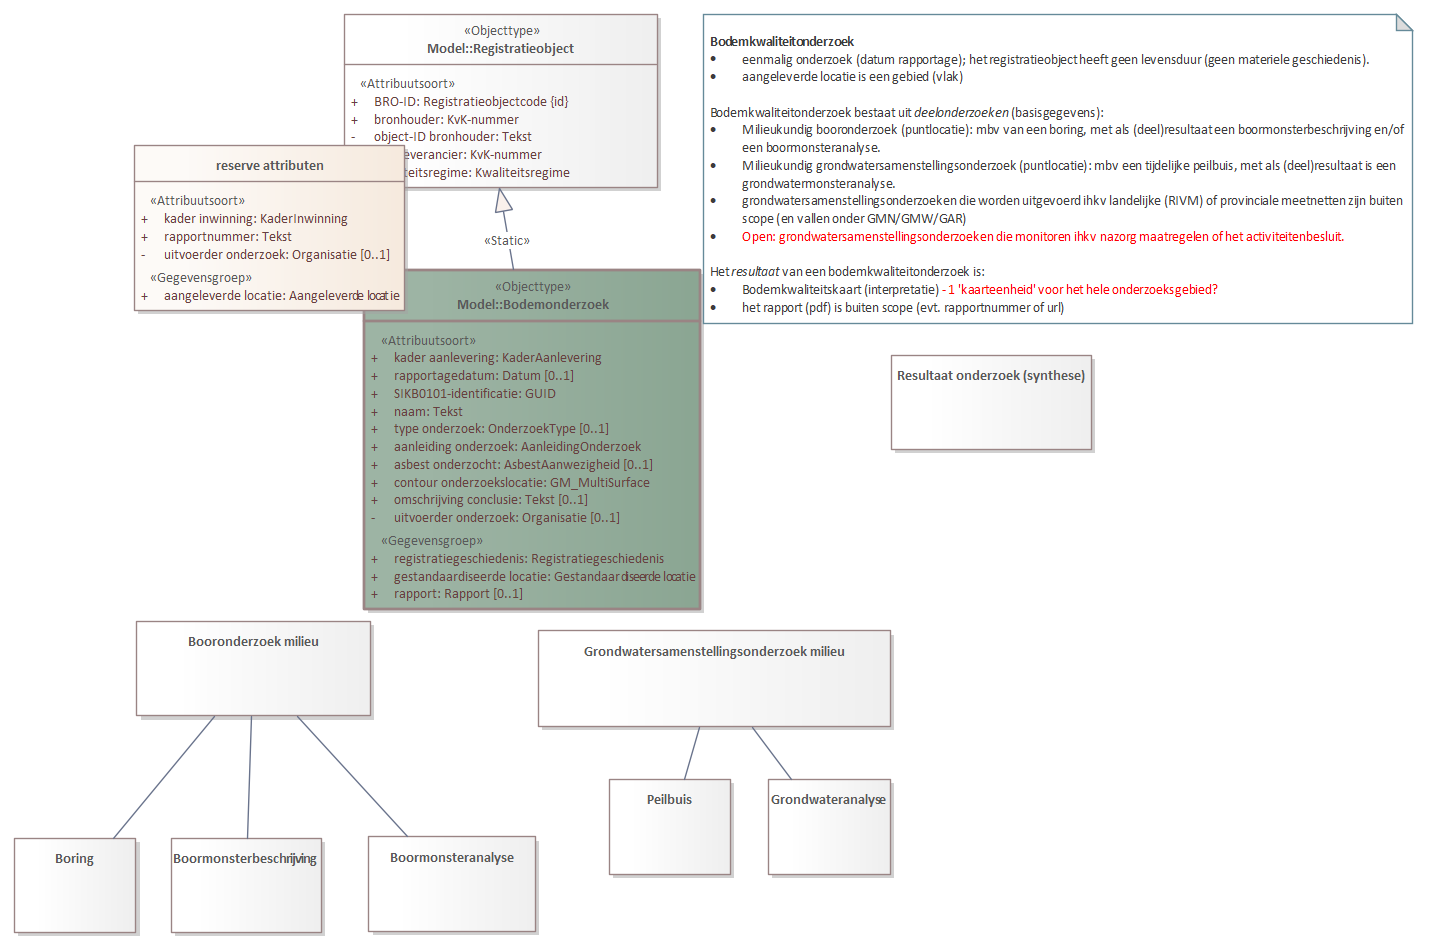 «Objecttype»
Model::Registratieobject
«Attribuutsoort»
+ BRO-ID: Registratieobjectcode {id}
+ bronhouder: KvK-nummer
- object-ID bronhouder: Tekst
leverancier: KvK-nummer
teitsregime: Kwaliteitsregime
reserve attributen
«Attribuutsoort»
+ kader inwinning: KaderInwinning
+ rapportnummer: Tekst
- uitvoerder onderzoek: Organisatie [0..1]
«Gegevensgroep»
+ aangeleverde locatie: Aangeleverde locatie
«Static»
«Objecttype»
Model::Bodemonderzoek
«Attribuutsoort»
+ kader aanlevering: KaderAanlevering
+ rapportagedatum: Datum [0..1]
+ SIKB0101-identificatie: GUID
+ naam: Tekst
+ type onderzoek: OnderzoekType [0..1]
+ aanleiding onderzoek: AanleidingOnderzoek
+ asbest onderzocht: AsbestAanwezigheid [0..1]
+ contour onderzoekslocatie: GM_MultiSurface
+ omschrijving conclusie: Tekst [0..1]
- uitvoerder onderzoek: Organisatie [0..1]
«Gegevensgroep»
+ registratiegeschiedenis: Registratiegeschiedenis
+ gestandaardiseerde locatie: Gestandaardiseerde locatie
+ rapport: Rapport [0..1]
Bodemkwaliteitonderzoek
• eenmalig onderzoek (datum rapportage); het registratieobject heeft geen levensduur (geen materiele geschiedenis).
• aangeleverde locatie is een gebied (vlak)
Bodemkwaliteitonderzoek bestaat uit deelonderzoeken (basisgegevens):
• Milieukundig booronderzoek (puntlocatie): mbv van een boring, met als (deel)resultaat een boormonsterbeschrijving en/of
een boormonsteranalyse.
• Milieukundig grondwatersamenstellingsonderzoek (puntlocatie): mbv een tijdelijke peilbuis, met als (deel)resultaat is een
grondwatermonsteranalyse.
• grondwatersamenstellingsonderzoeken die worden uitgevoerd ihkv landelijke (RIVM) of provinciale meetnetten zijn buiten
scope (en vallen onder GMN/GMW/GAR)
• Open: grondwatersamenstellingsonderzoeken die monitoren ihkv nazorg maatregelen of het activiteitenbesluit.
Het resultaat van een bodemkwaliteitonderzoek is:
• Bodemkwaliteitskaart (interpretatie) - 1 'kaarteenheid' voor het hele onderzoeksgebied?
• het rapport (pdf) is buiten scope (evt. rapportnummer of url)
Resultaat onderzoek (synthese)
Booronderzoek milieu
Grondwatersamenstellingsonderzoek milieu
Peilbuis
Grondwateranalyse
Boring
Boormonsterbeschrijving
Boormonsteranalyse